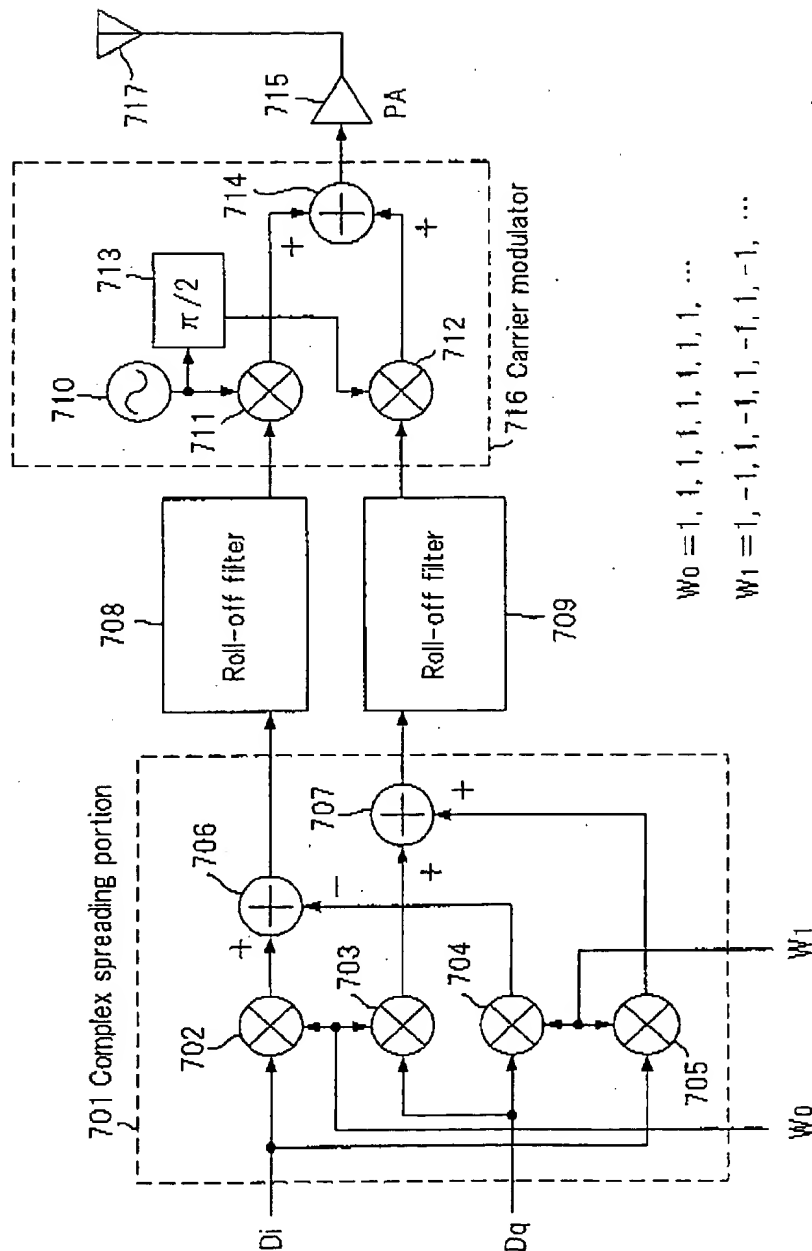 701 Complex spreading portion
Di
Dq
W0
W1
702
703
704
705
706
+
−
707
+
+
708
Roll-off filter
709
Roll-off filter
710
711
712
713
π/2
714
+
+
716 Carrier modulator
715
PA
717
W0 = 1, 1, 1, 1, 1, 1, 1, 1, …
W1 = 1, -1, 1, -1, 1, -1, 1, -1, …